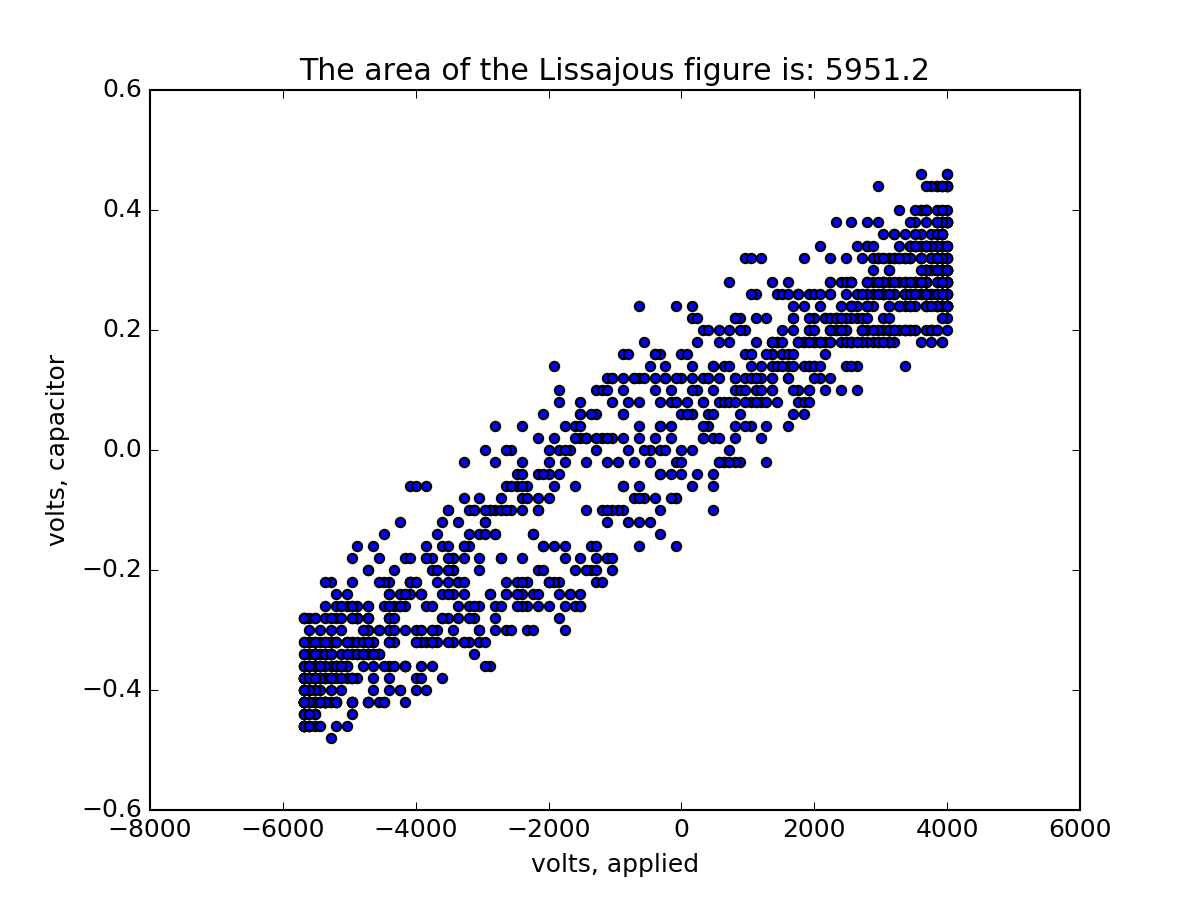 The area of the Lissajous figure is: 5951.2
0.6
0.4
0.2
0.0
−0.2
−0.4
−0.6
volts, capacitor
−8000 −6000 −4000 −2000 0 2000 4000 6000
volts, applied